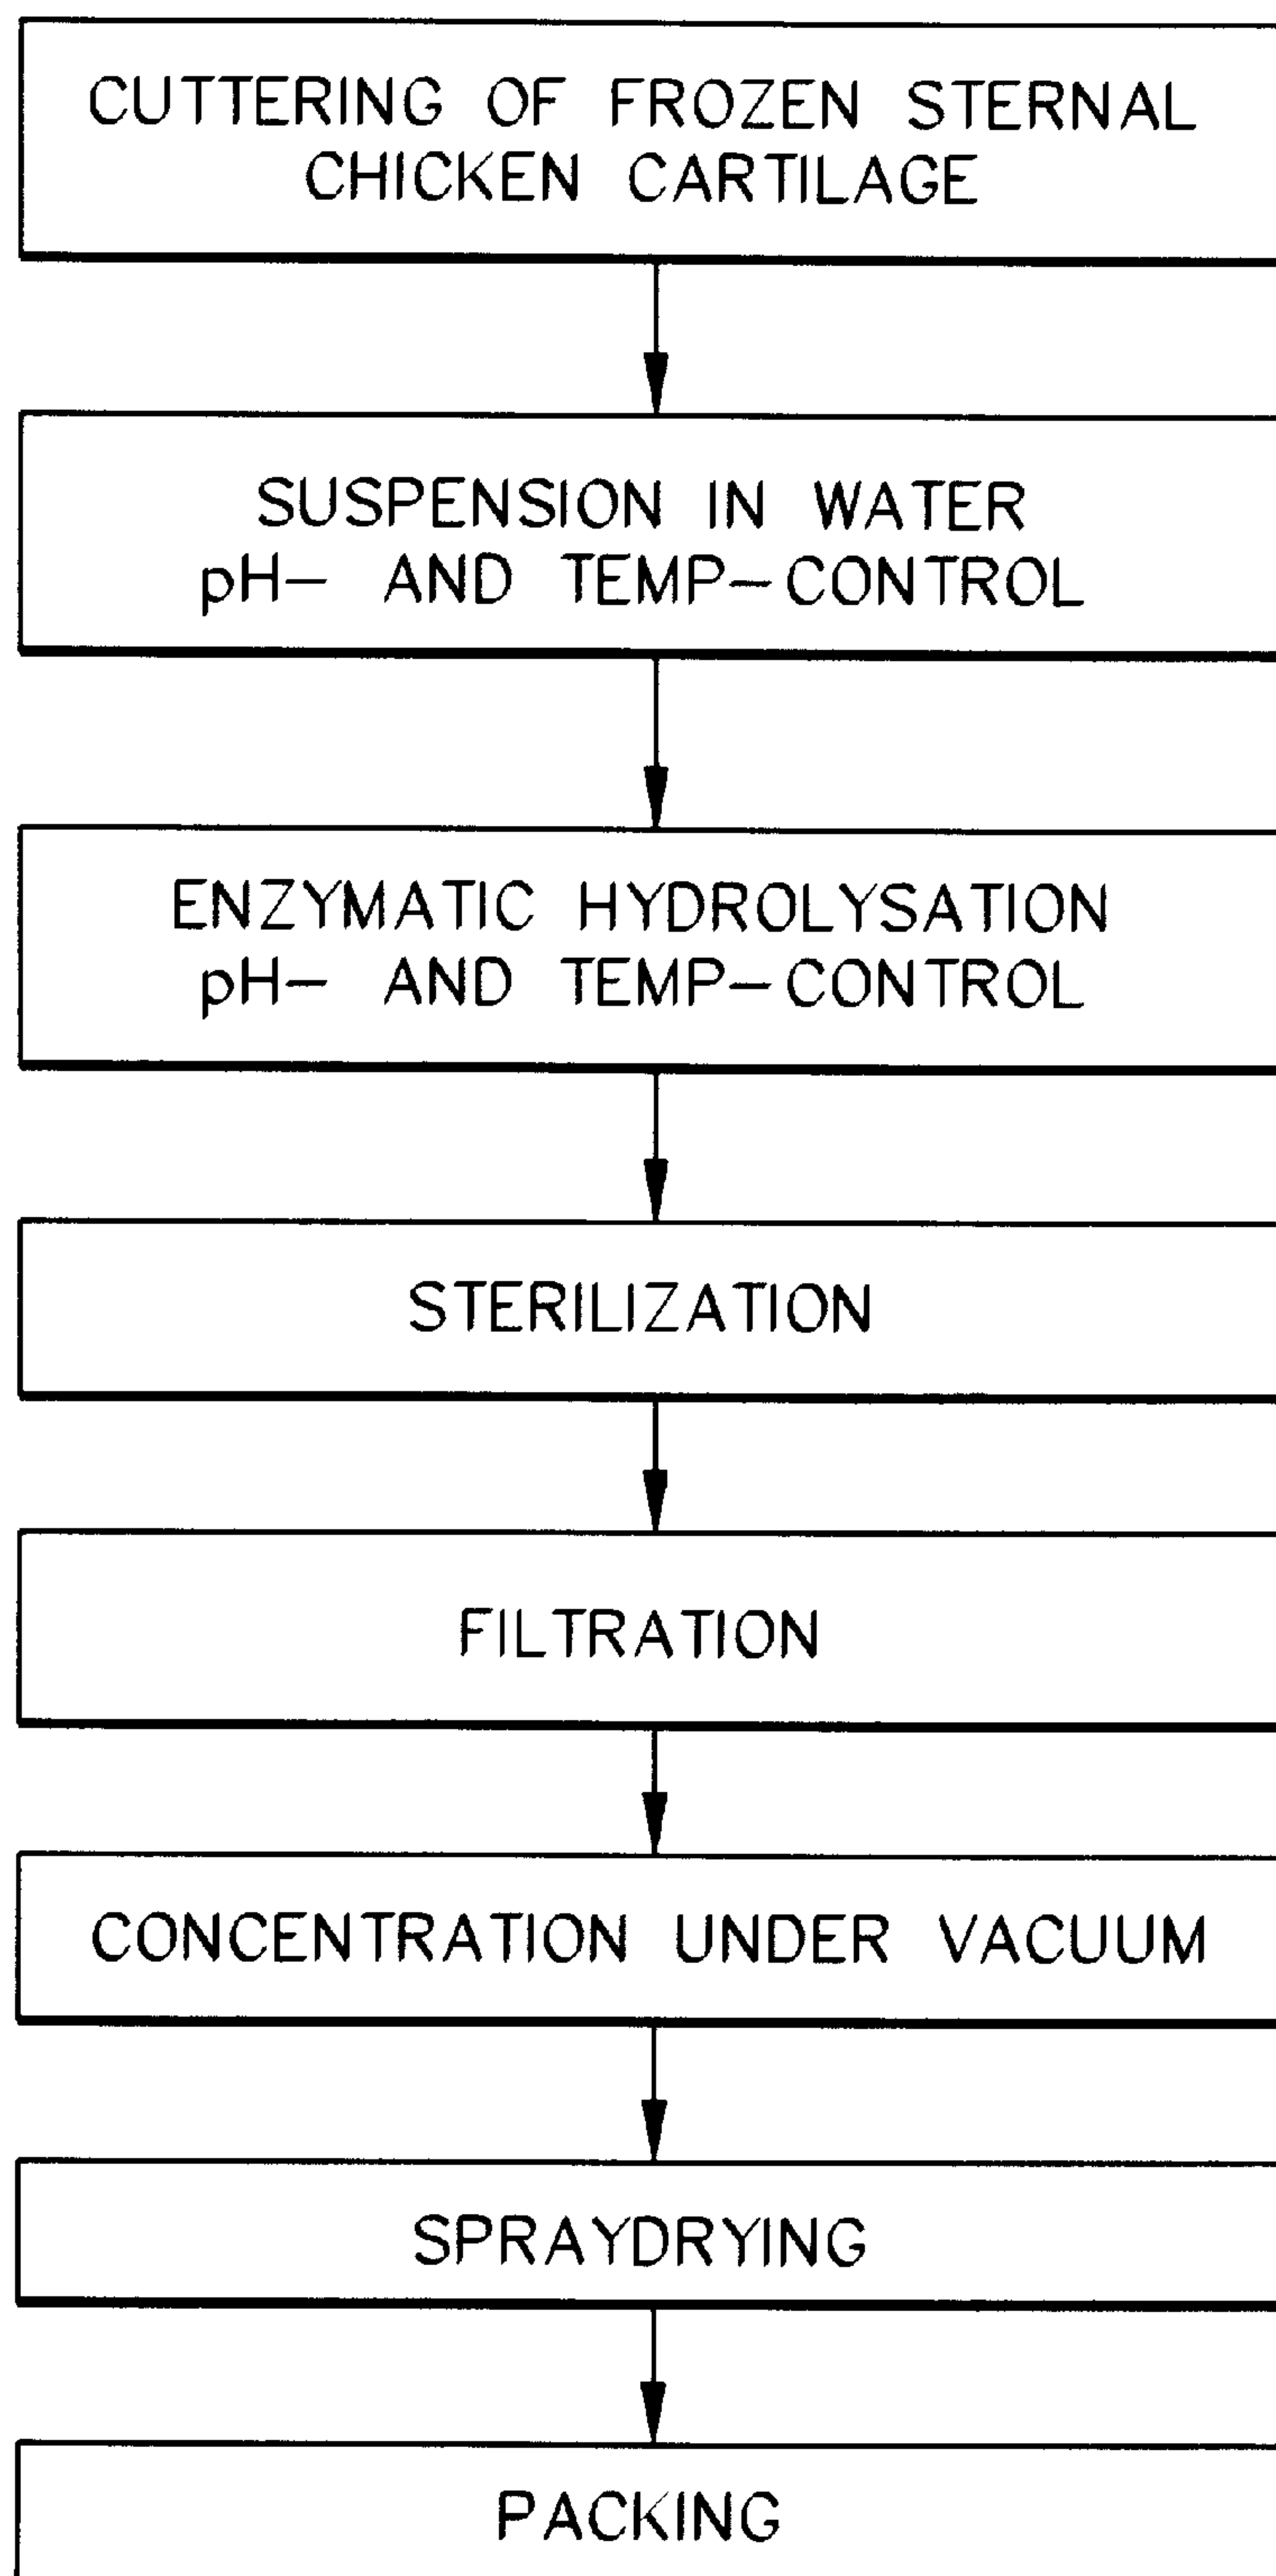 CUTTERING OF FROZEN STERNAL
CHICKEN CARTILAGE
SUSPENSION IN WATER
pH- AND TEMP-CONTROL
ENZYMATIC HYDROLYSATION
pH- AND TEMP-CONTROL
STERILIZATION
FILTRATION
CONCENTRATION UNDER VACUUM
SPRAYDRYING
PACKING